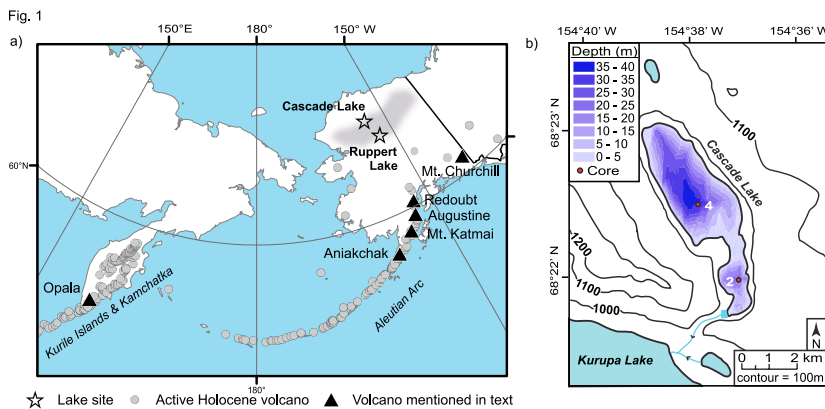 Fig. 1
a)
150°E
180°
150°W
Cascade Lake
Ruppert
Lake
60°N
Mt. Churchill
Redoubt
Augustine
Mt. Katmai
Aniakchak
Opala
Kurile Islands & Kamchatka
Aleutian Arc
180°
Lake site
Active Holocene volcano
Volcano mentioned in text
b)
154°40' W
154°38' W
154°36' W
Depth (m)
35 - 40
30 - 35
25 - 30
20 - 25
15 - 20
10 - 15
5 - 10
0 - 5
Core
68°23' N
68°22' N
1100
Cascade Lake
4
2
1200
1100
1000
Kurupa Lake
N
0 1 2
km
contour = 100m